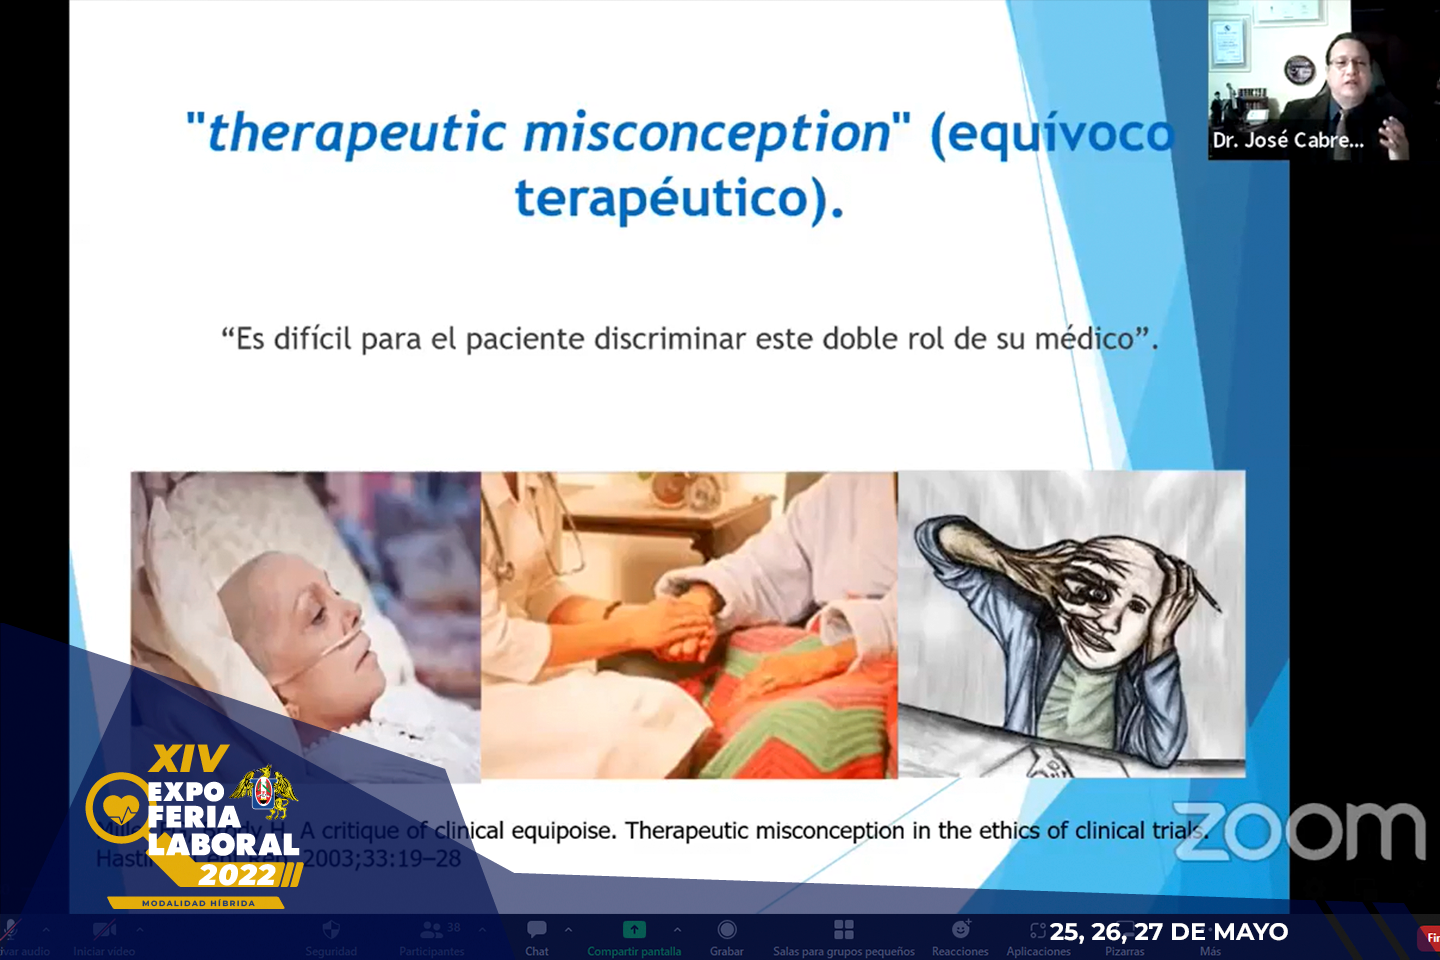 "therapeutic misconception" (equívoco
terapéutico).
Dr. José Cabre...
“Es difícil para el paciente discriminar este doble rol de su médico”.
A critique of clinical equipoise. Therapeutic misconception in the ethics of clinical trials.
2003;33:19–28
zoom
XIV
EXPO
FERIA
LABORAL
2022
MODALIDAD HÍBRIDA
25, 26, 27 DE MAYO
Iniciar video
Seguridad
Participantes
38
Chat
Compartir pantalla
Grabar
Salas para grupos pequeños
Reacciones
Aplicaciones
Pizarras
Más